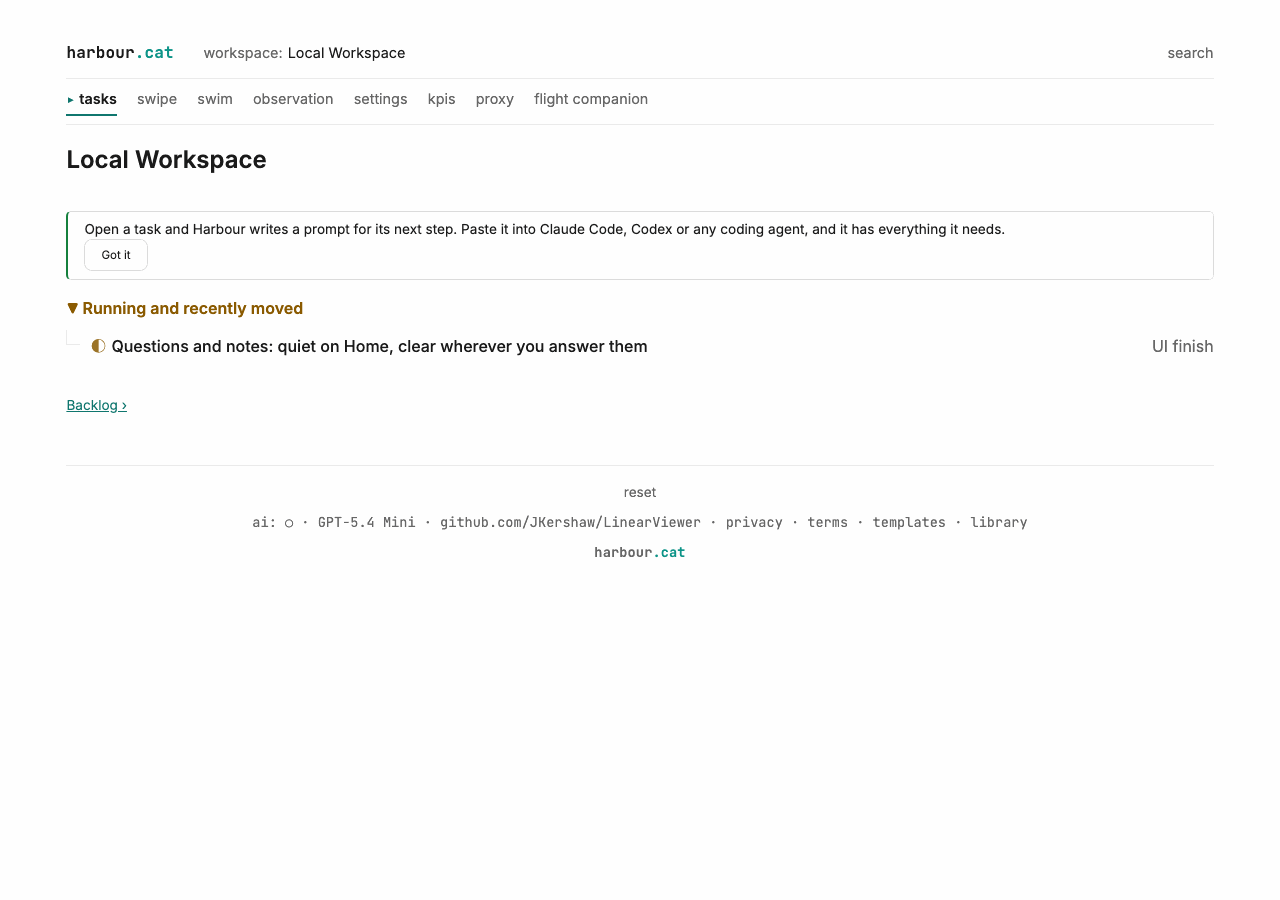 harbour.cat workspace: Local Workspace search
▸ tasks swipe swim observation settings kpis proxy flight companion
Local Workspace
Open a task and Harbour writes a prompt for its next step. Paste it into Claude Code, Codex or any coding agent, and it has everything it needs.
Got it
▼ Running and recently moved
◐ Questions and notes: quiet on Home, clear wherever you answer them UI finish
Backlog ›
reset
ai: ○ · GPT-5.4 Mini · github.com/JKershaw/LinearViewer · privacy · terms · templates · library
harbour.cat